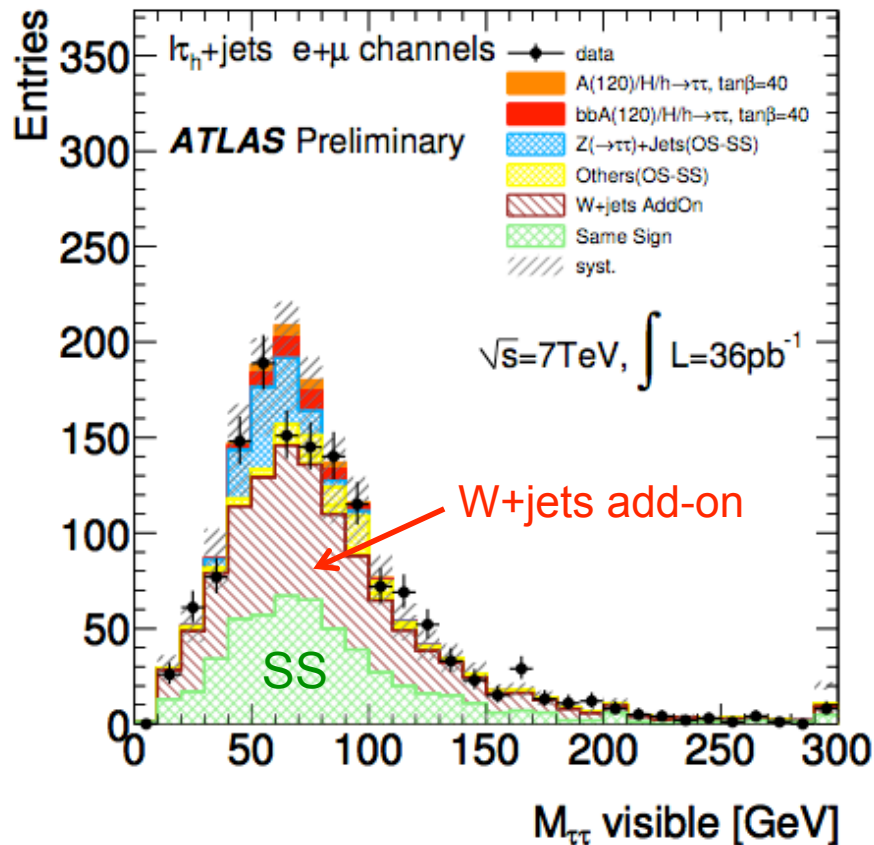 Entries
350
300
250
200
150
100
50
0
lτh+jets e+μ channels
ATLAS Preliminary
data
A(120)/H/h→ττ, tanβ=40
bbA(120)/H/h→ττ, tanβ=40
Z(→ττ)+Jets(OS-SS)
Others(OS-SS)
W+jets AddOn
Same Sign
syst.
√s=7TeV, ∫ L=36pb⁻¹
W+jets add-on
SS
0 50 100 150 200 250 300
Mττ visible [GeV]